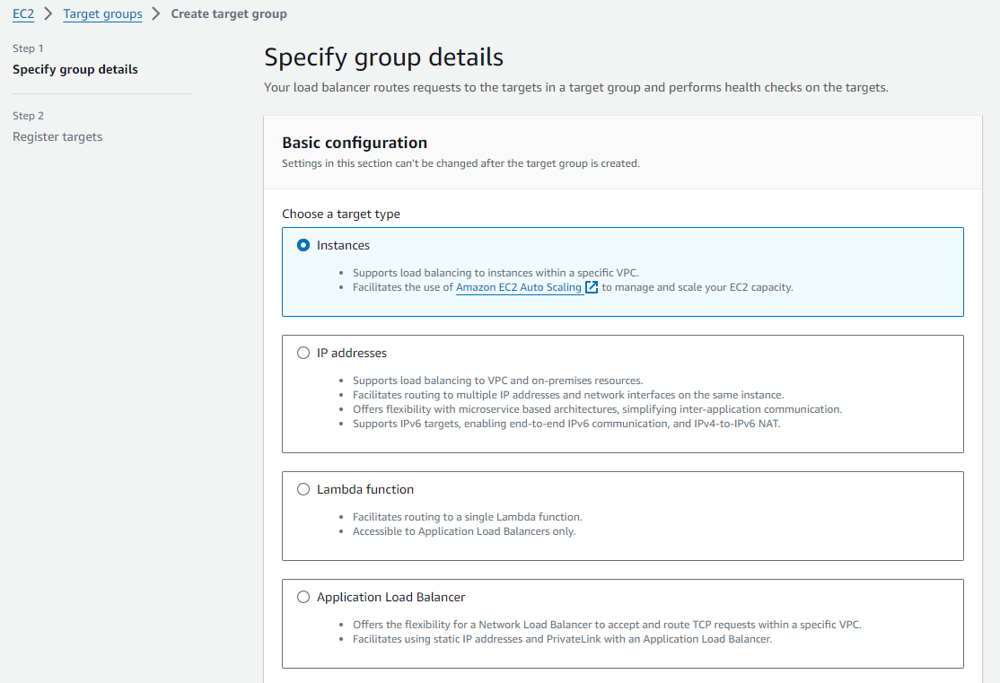 EC2 > Target groups > Create target group
Step 1
Specify group details
Step 2
Register targets
Specify group details
Your load balancer routes requests to the targets in a target group and performs health checks on the targets.
Basic configuration
Settings in this section can't be changed after the target group is created.
Choose a target type
Instances
• Supports load balancing to instances within a specific VPC.
• Facilitates the use of Amazon EC2 Auto Scaling to manage and scale your EC2 capacity.
IP addresses
• Supports load balancing to VPC and on-premises resources.
• Facilitates routing to multiple IP addresses and network interfaces on the same instance.
• Offers flexibility with microservice based architectures, simplifying inter-application communication.
• Supports IPv6 targets, enabling end-to-end IPv6 communication, and IPv4-to-IPv6 NAT.
Lambda function
• Facilitates routing to a single Lambda function.
• Accessible to Application Load Balancers only.
Application Load Balancer
• Offers the flexibility for a Network Load Balancer to accept and route TCP requests within a specific VPC.
• Facilitates using static IP addresses and PrivateLink with an Application Load Balancer.